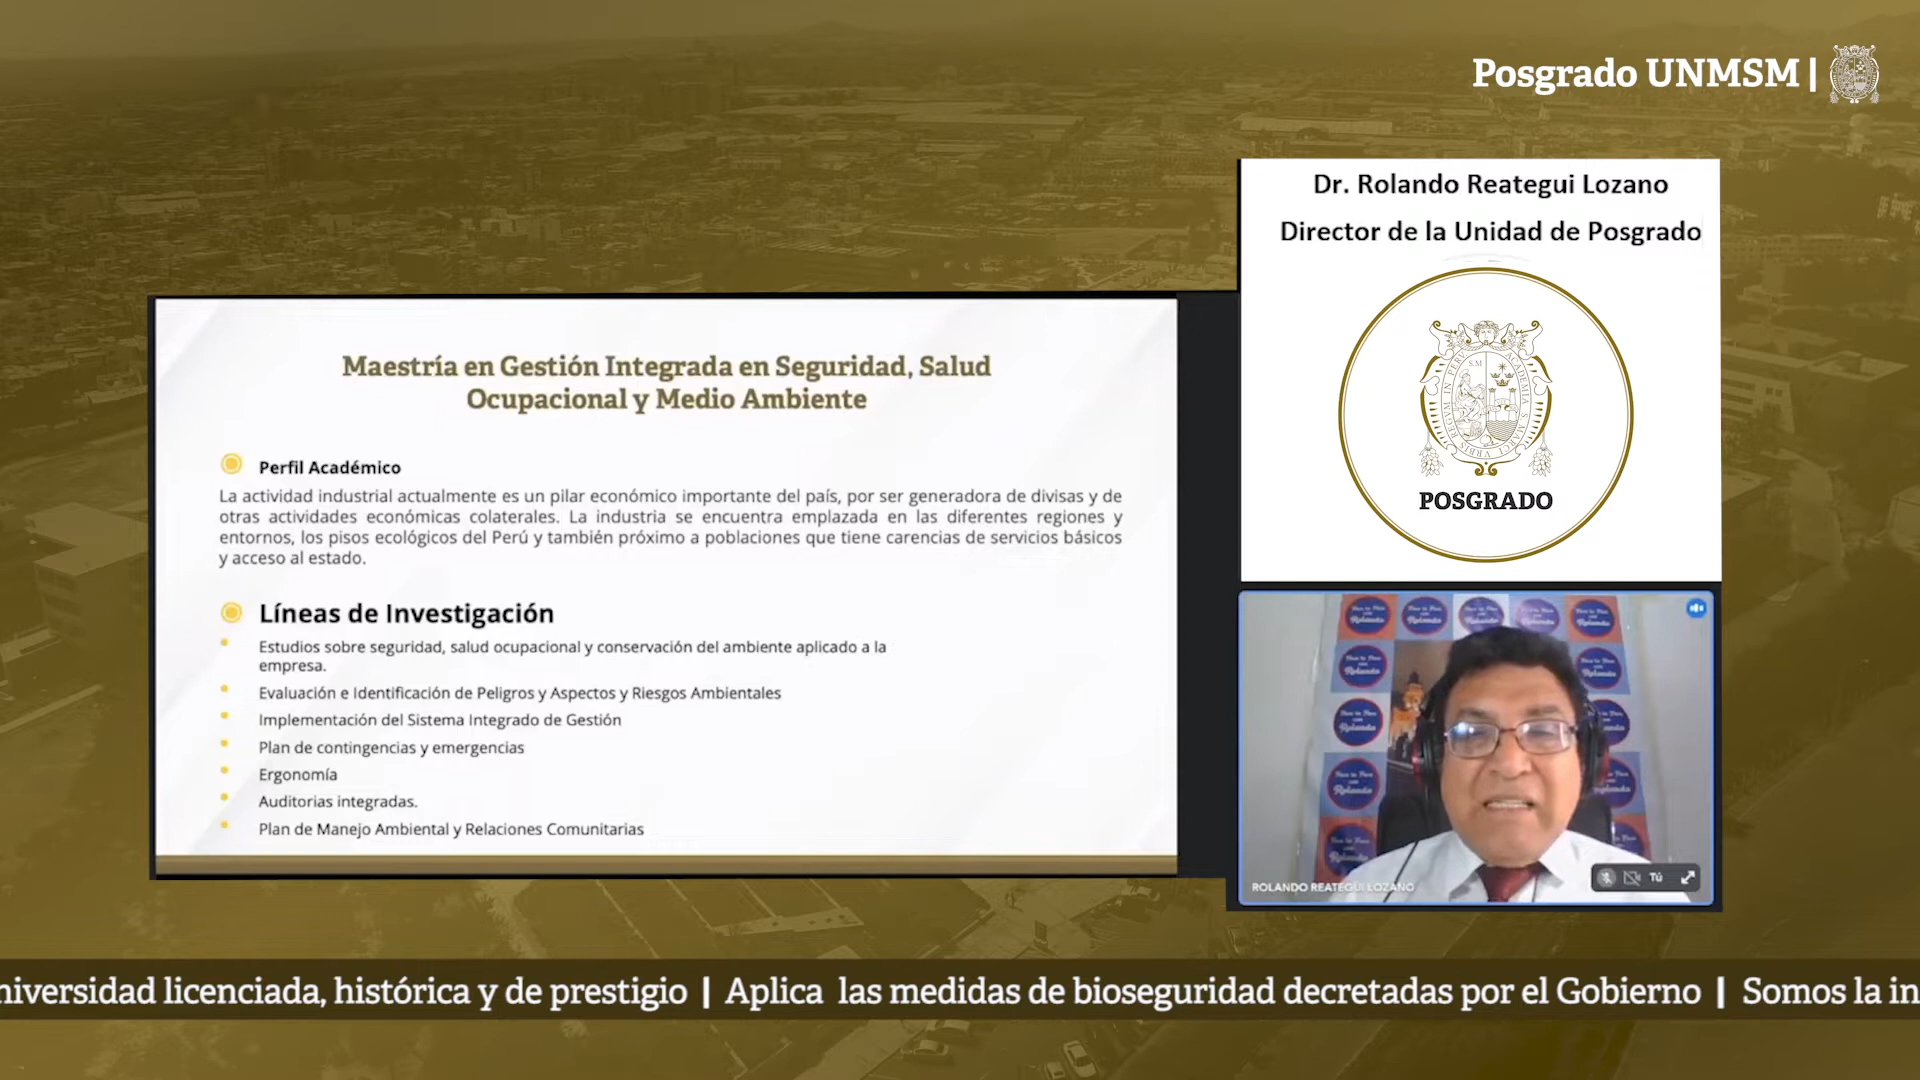 Posgrado UNMSM |
Dr. Rolando Reategui Lozano
Director de la Unidad de Posgrado
POSGRADO
Maestría en Gestión Integrada en Seguridad, Salud
Ocupacional y Medio Ambiente
Perfil Académico
La actividad industrial actualmente es un pilar económico importante del país, por ser generadora de divisas y de
otras actividades económicas colaterales. La industria se encuentra emplazada en las diferentes regiones y
entornos, los pisos ecológicos del Perú y también próximo a poblaciones que tiene carencias de servicios básicos
y acceso al estado.
Líneas de Investigación
Estudios sobre seguridad, salud ocupacional y conservación del ambiente aplicado a la
empresa.
Evaluación e Identificación de Peligros y Aspectos y Riesgos Ambientales
Implementación del Sistema Integrado de Gestión
Plan de contingencias y emergencias
Ergonomía
Auditorias integradas.
Plan de Manejo Ambiental y Relaciones Comunitarias
Rolando
ROLANDO REATEGUI LOZANO
Tú
niversidad licenciada, histórica y de prestigio | Aplica las medidas de bioseguridad decretadas por el Gobierno | Somos la in